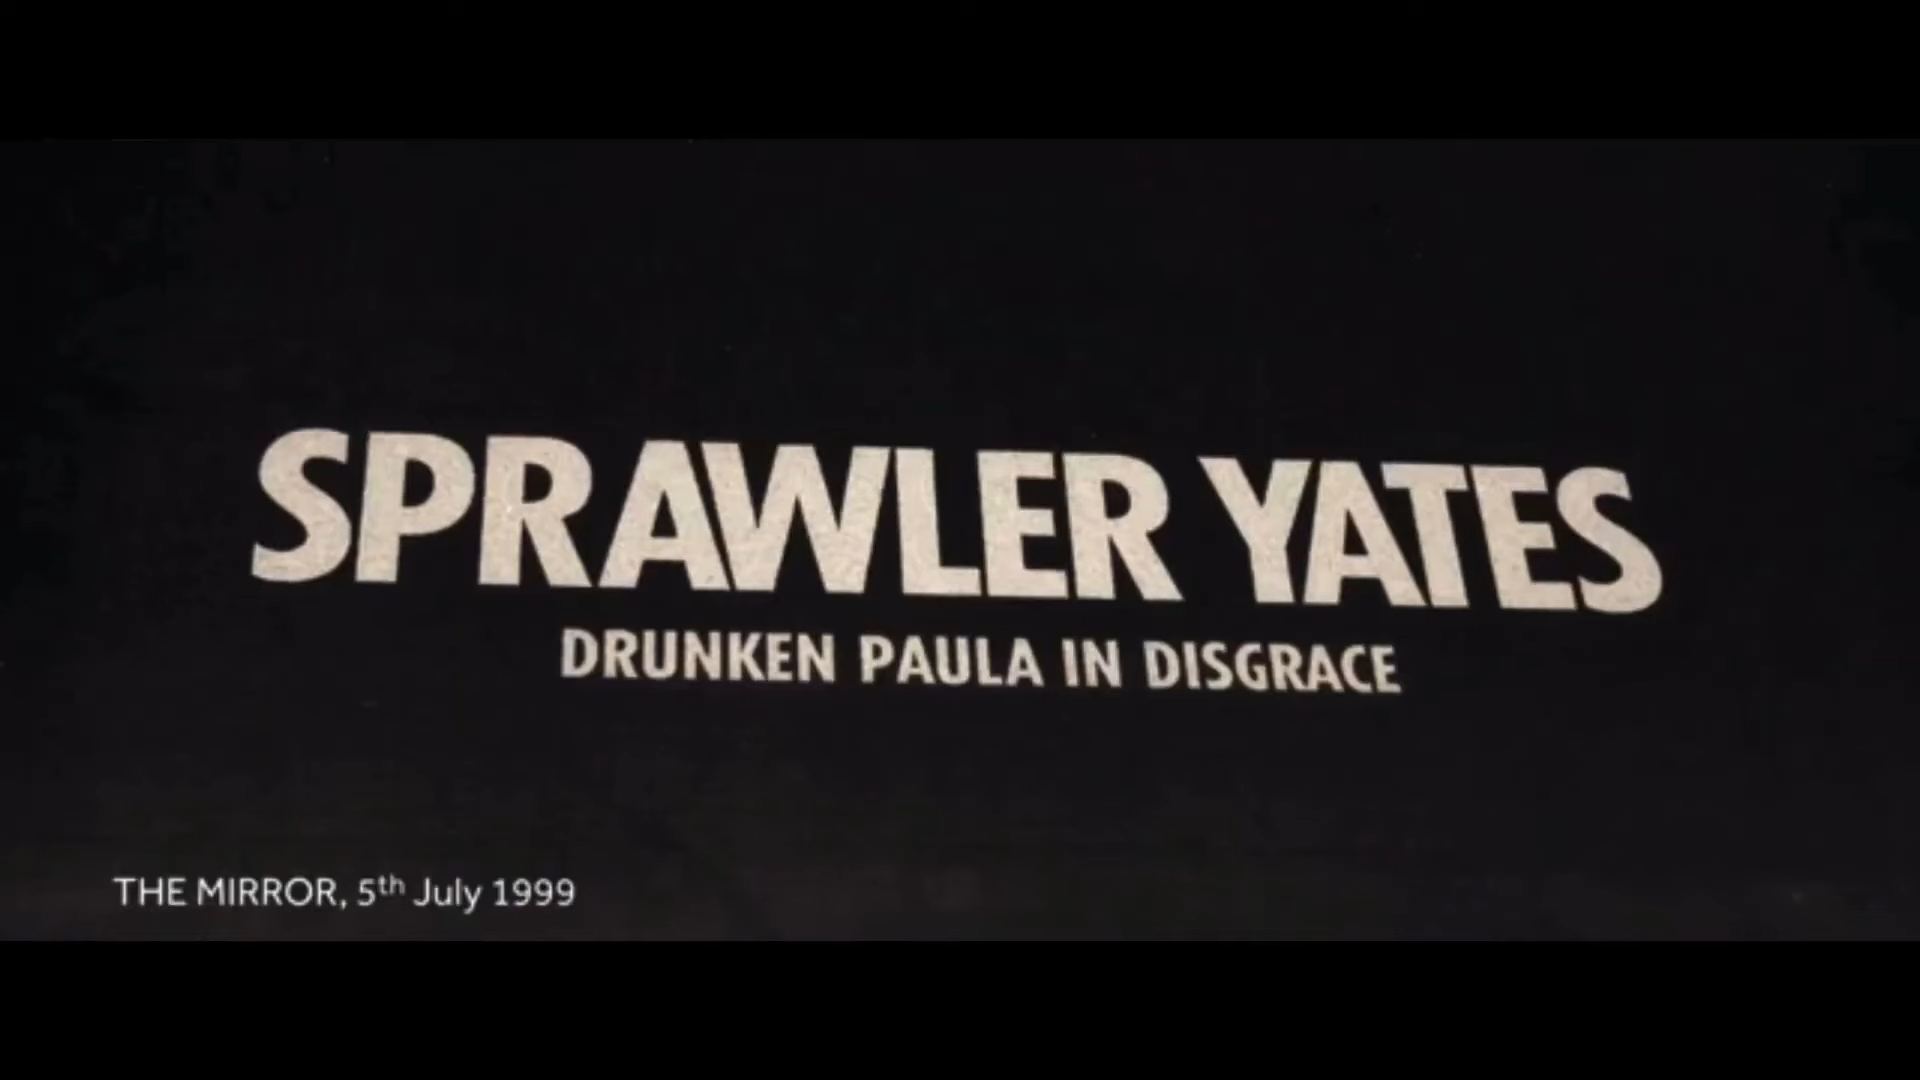 SPRAWLER YATES
DRUNKEN PAULA IN DISGRACE
THE MIRROR, 5th July 1999